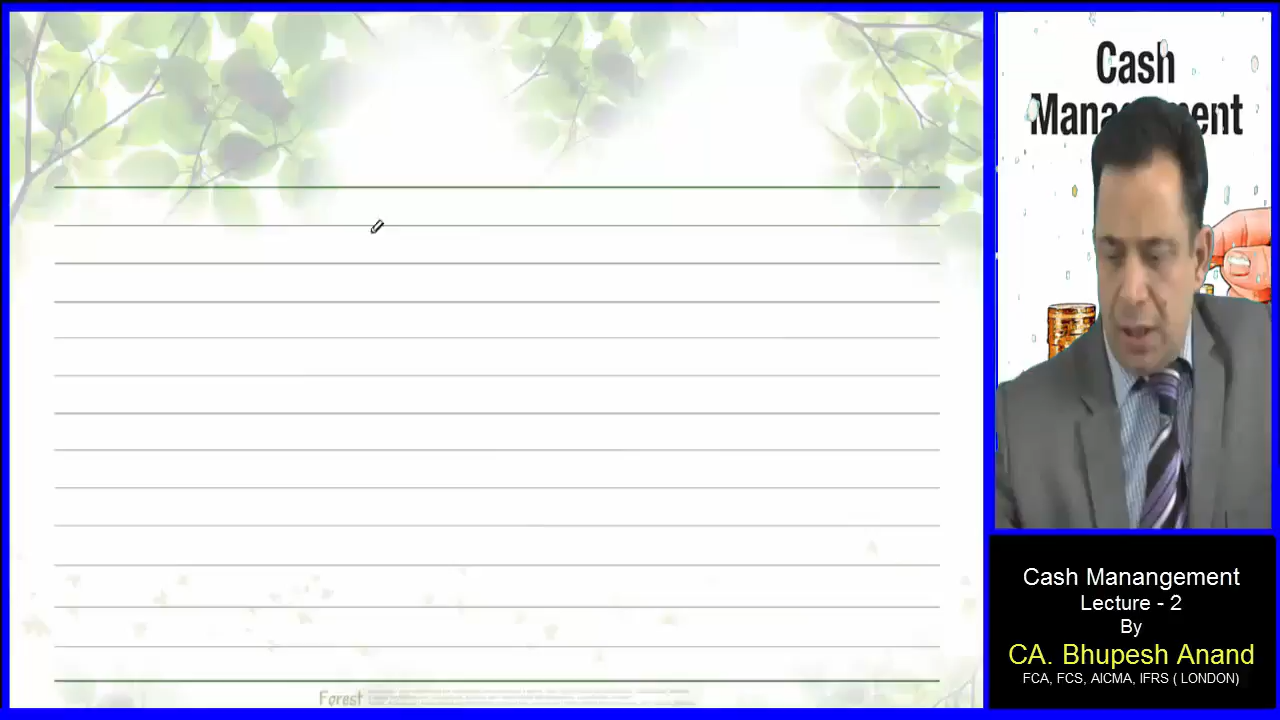 Cash
Management
Forest
Cash Manangement
Lecture - 2
By
CA. Bhupesh Anand
FCA, FCS, AICMA, IFRS ( LONDON)